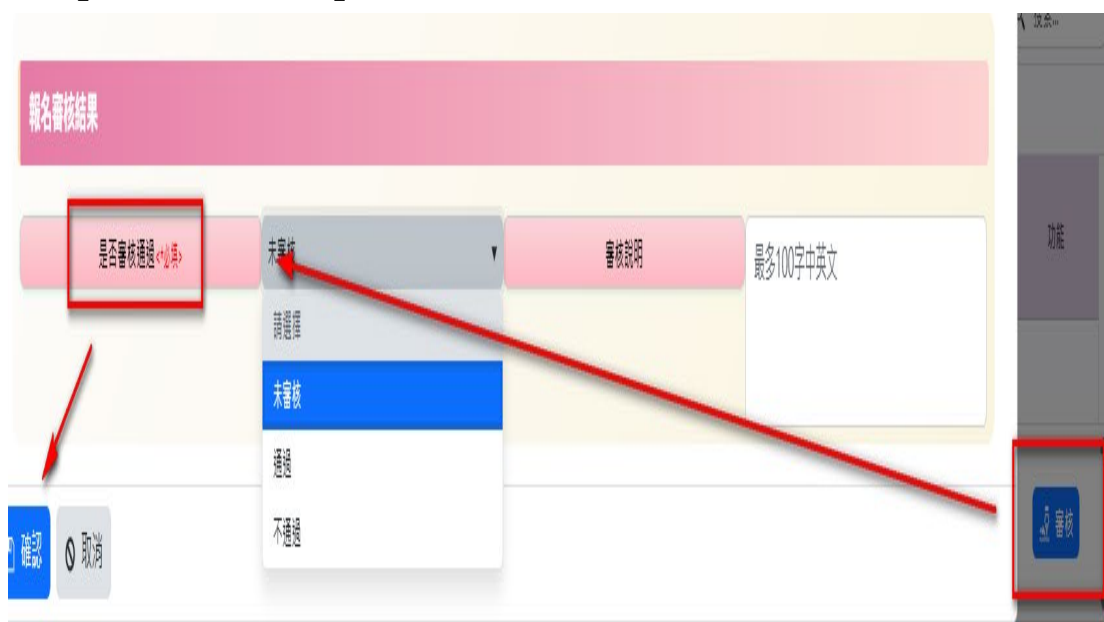 報名審核結果
功能
是否審核通過<*必填>
未審核
審核說明
最多100字中英文
請選擇
未審核
通過
不通過
審核
確認
取消